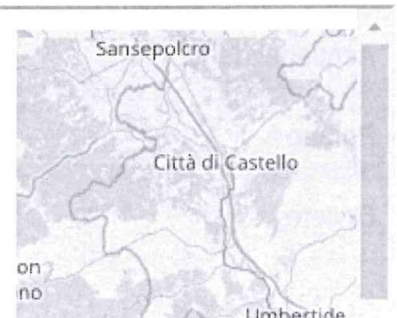 Sansepolcro
Città di Castello
on
no
Umbertide